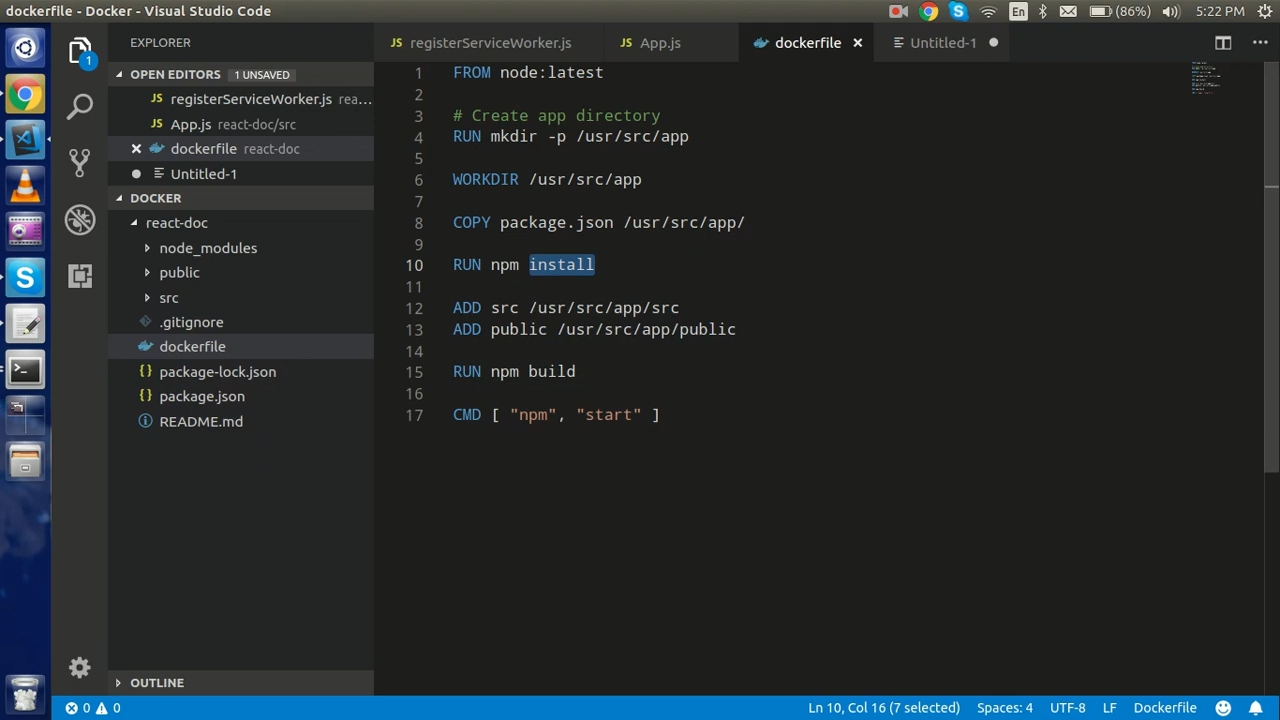 dockerfile - Docker - Visual Studio Code
En
(86%)
5:22 PM
1
EXPLORER
OPEN EDITORS 1 UNSAVED
JS registerServiceWorker.js rea...
JS App.js react-doc/src
dockerfile react-doc
Untitled-1
DOCKER
react-doc
node_modules
public
src
.gitignore
dockerfile
{ } package-lock.json
{ } package.json
README.md
OUTLINE
JS registerServiceWorker.js
JS App.js
dockerfile
Untitled-1
1 FROM node:latest
2
3 # Create app directory
4 RUN mkdir -p /usr/src/app
5
6 WORKDIR /usr/src/app
7
8 COPY package.json /usr/src/app/
9
10 RUN npm install
11
12 ADD src /usr/src/app/src
13 ADD public /usr/src/app/public
14
15 RUN npm build
16
17 CMD [ "npm", "start" ]
0 0
Ln 10, Col 16 (7 selected)
Spaces: 4
UTF-8
LF
Dockerfile